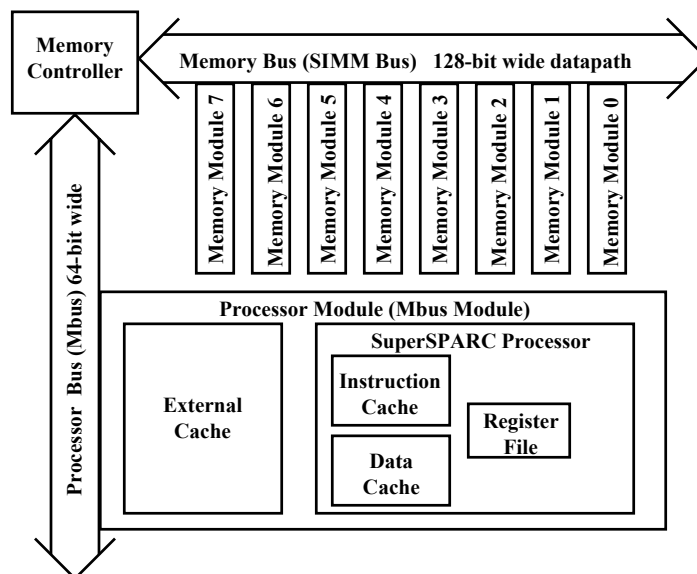 Memory
Controller
Memory Bus (SIMM Bus)   128-bit wide datapath
Memory Module 7
Memory Module 6
Memory Module 5
Memory Module 4
Memory Module 3
Memory Module 2
Memory Module 1
Memory Module 0
Processor Bus (Mbus) 64-bit wide
Processor Module (Mbus Module)
External
Cache
SuperSPARC Processor
Instruction
Cache
Data
Cache
Register
File